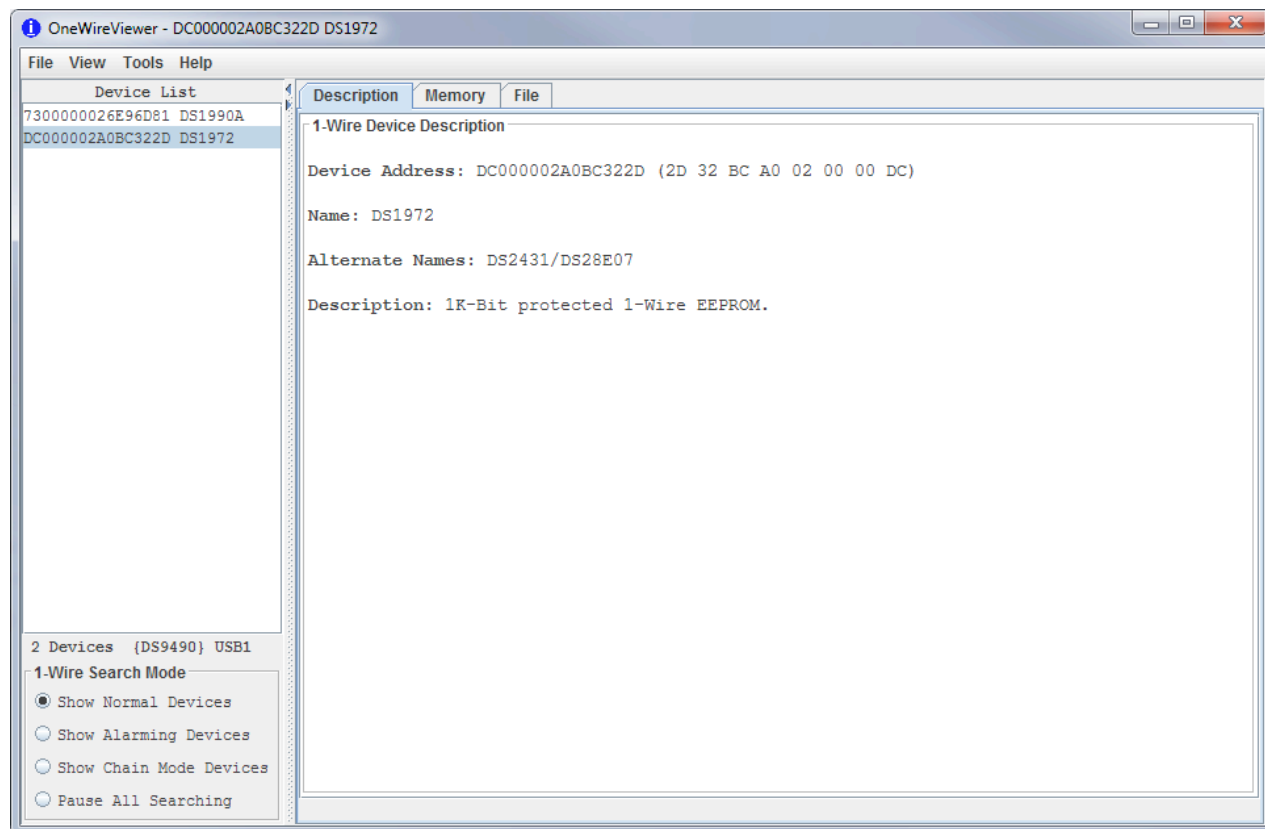 OneWireViewer - DC000002A0BC322D DS1972
File View Tools Help
Device List
7300000026E96D81 DS1990A
DC000002A0BC322D DS1972
2 Devices {DS9490} USB1
1-Wire Search Mode
Show Normal Devices
Show Alarming Devices
Show Chain Mode Devices
Pause All Searching
Description Memory File
1-Wire Device Description
Device Address: DC000002A0BC322D (2D 32 BC A0 02 00 00 DC)
Name: DS1972
Alternate Names: DS2431/DS28E07
Description: 1K-Bit protected 1-Wire EEPROM.